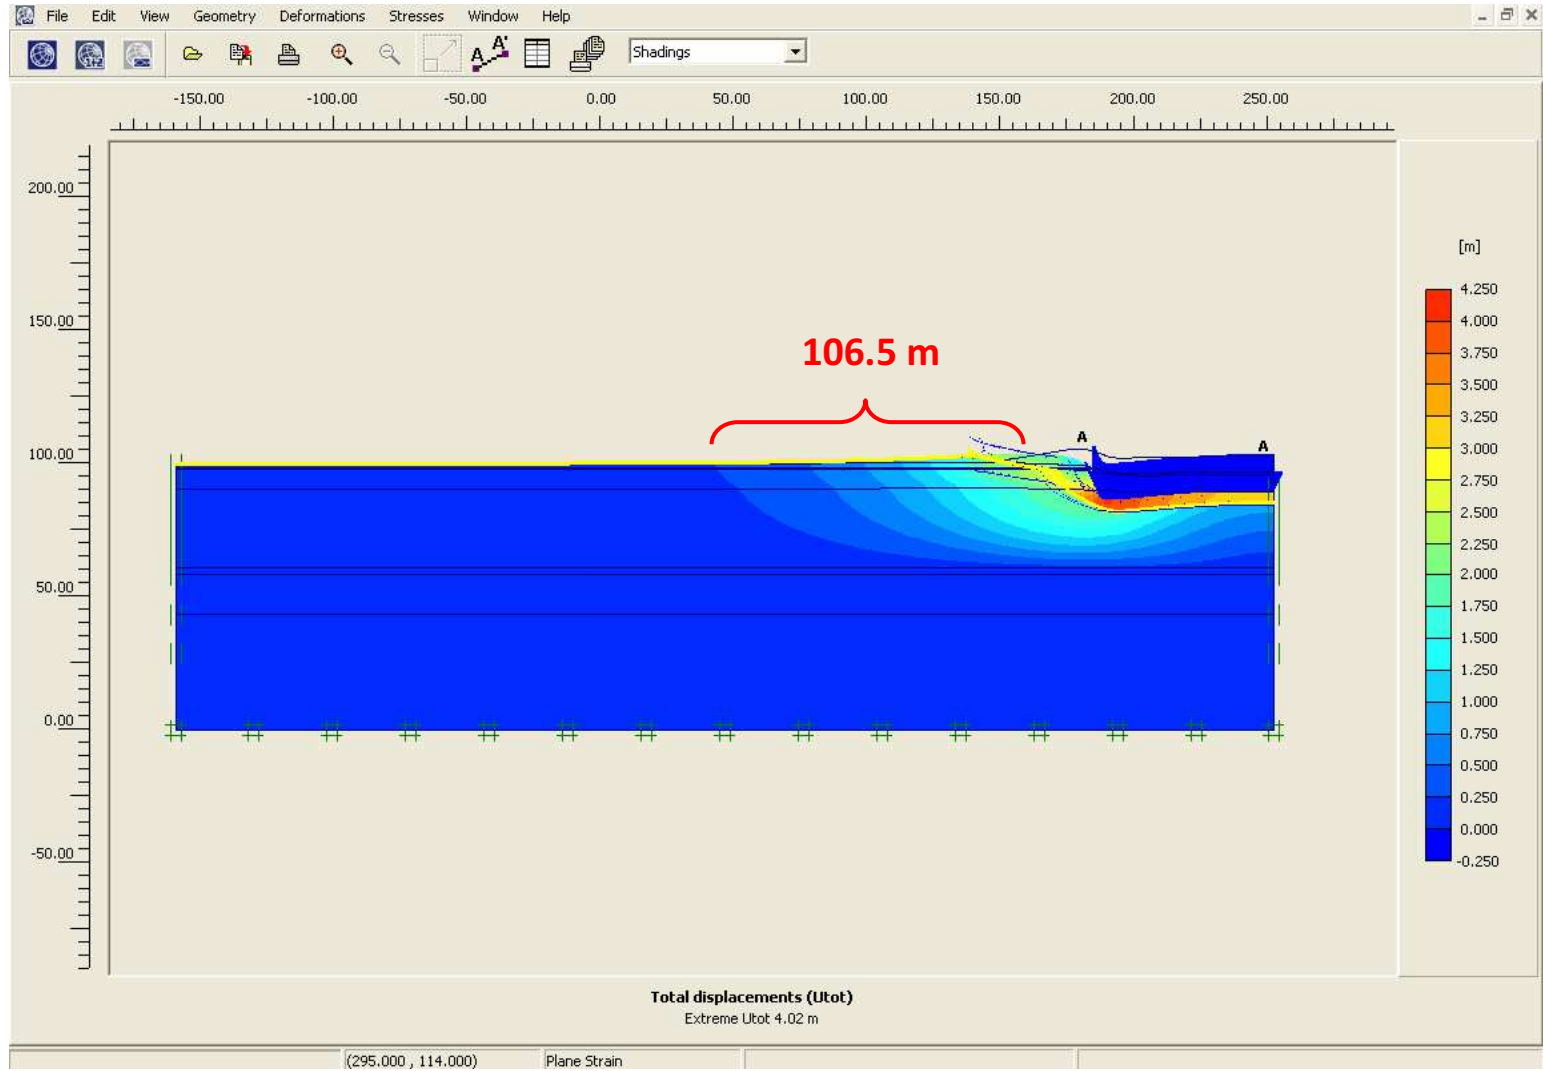 File Edit View Geometry Deformations Stresses Window Help
Shadings
-150.00 -100.00 -50.00 0.00 50.00 100.00 150.00 200.00 250.00
200.00
150.00
100.00
50.00
0.00
-50.00
106.5 m
A
A
[m]
4.250
4.000
3.750
3.500
3.250
3.000
2.750
2.500
2.250
2.000
1.750
1.500
1.250
1.000
0.750
0.500
0.250
0.000
-0.250
Total displacements (Utot)
Extreme Utot 4.02 m
(295.000 , 114.000) Plane Strain